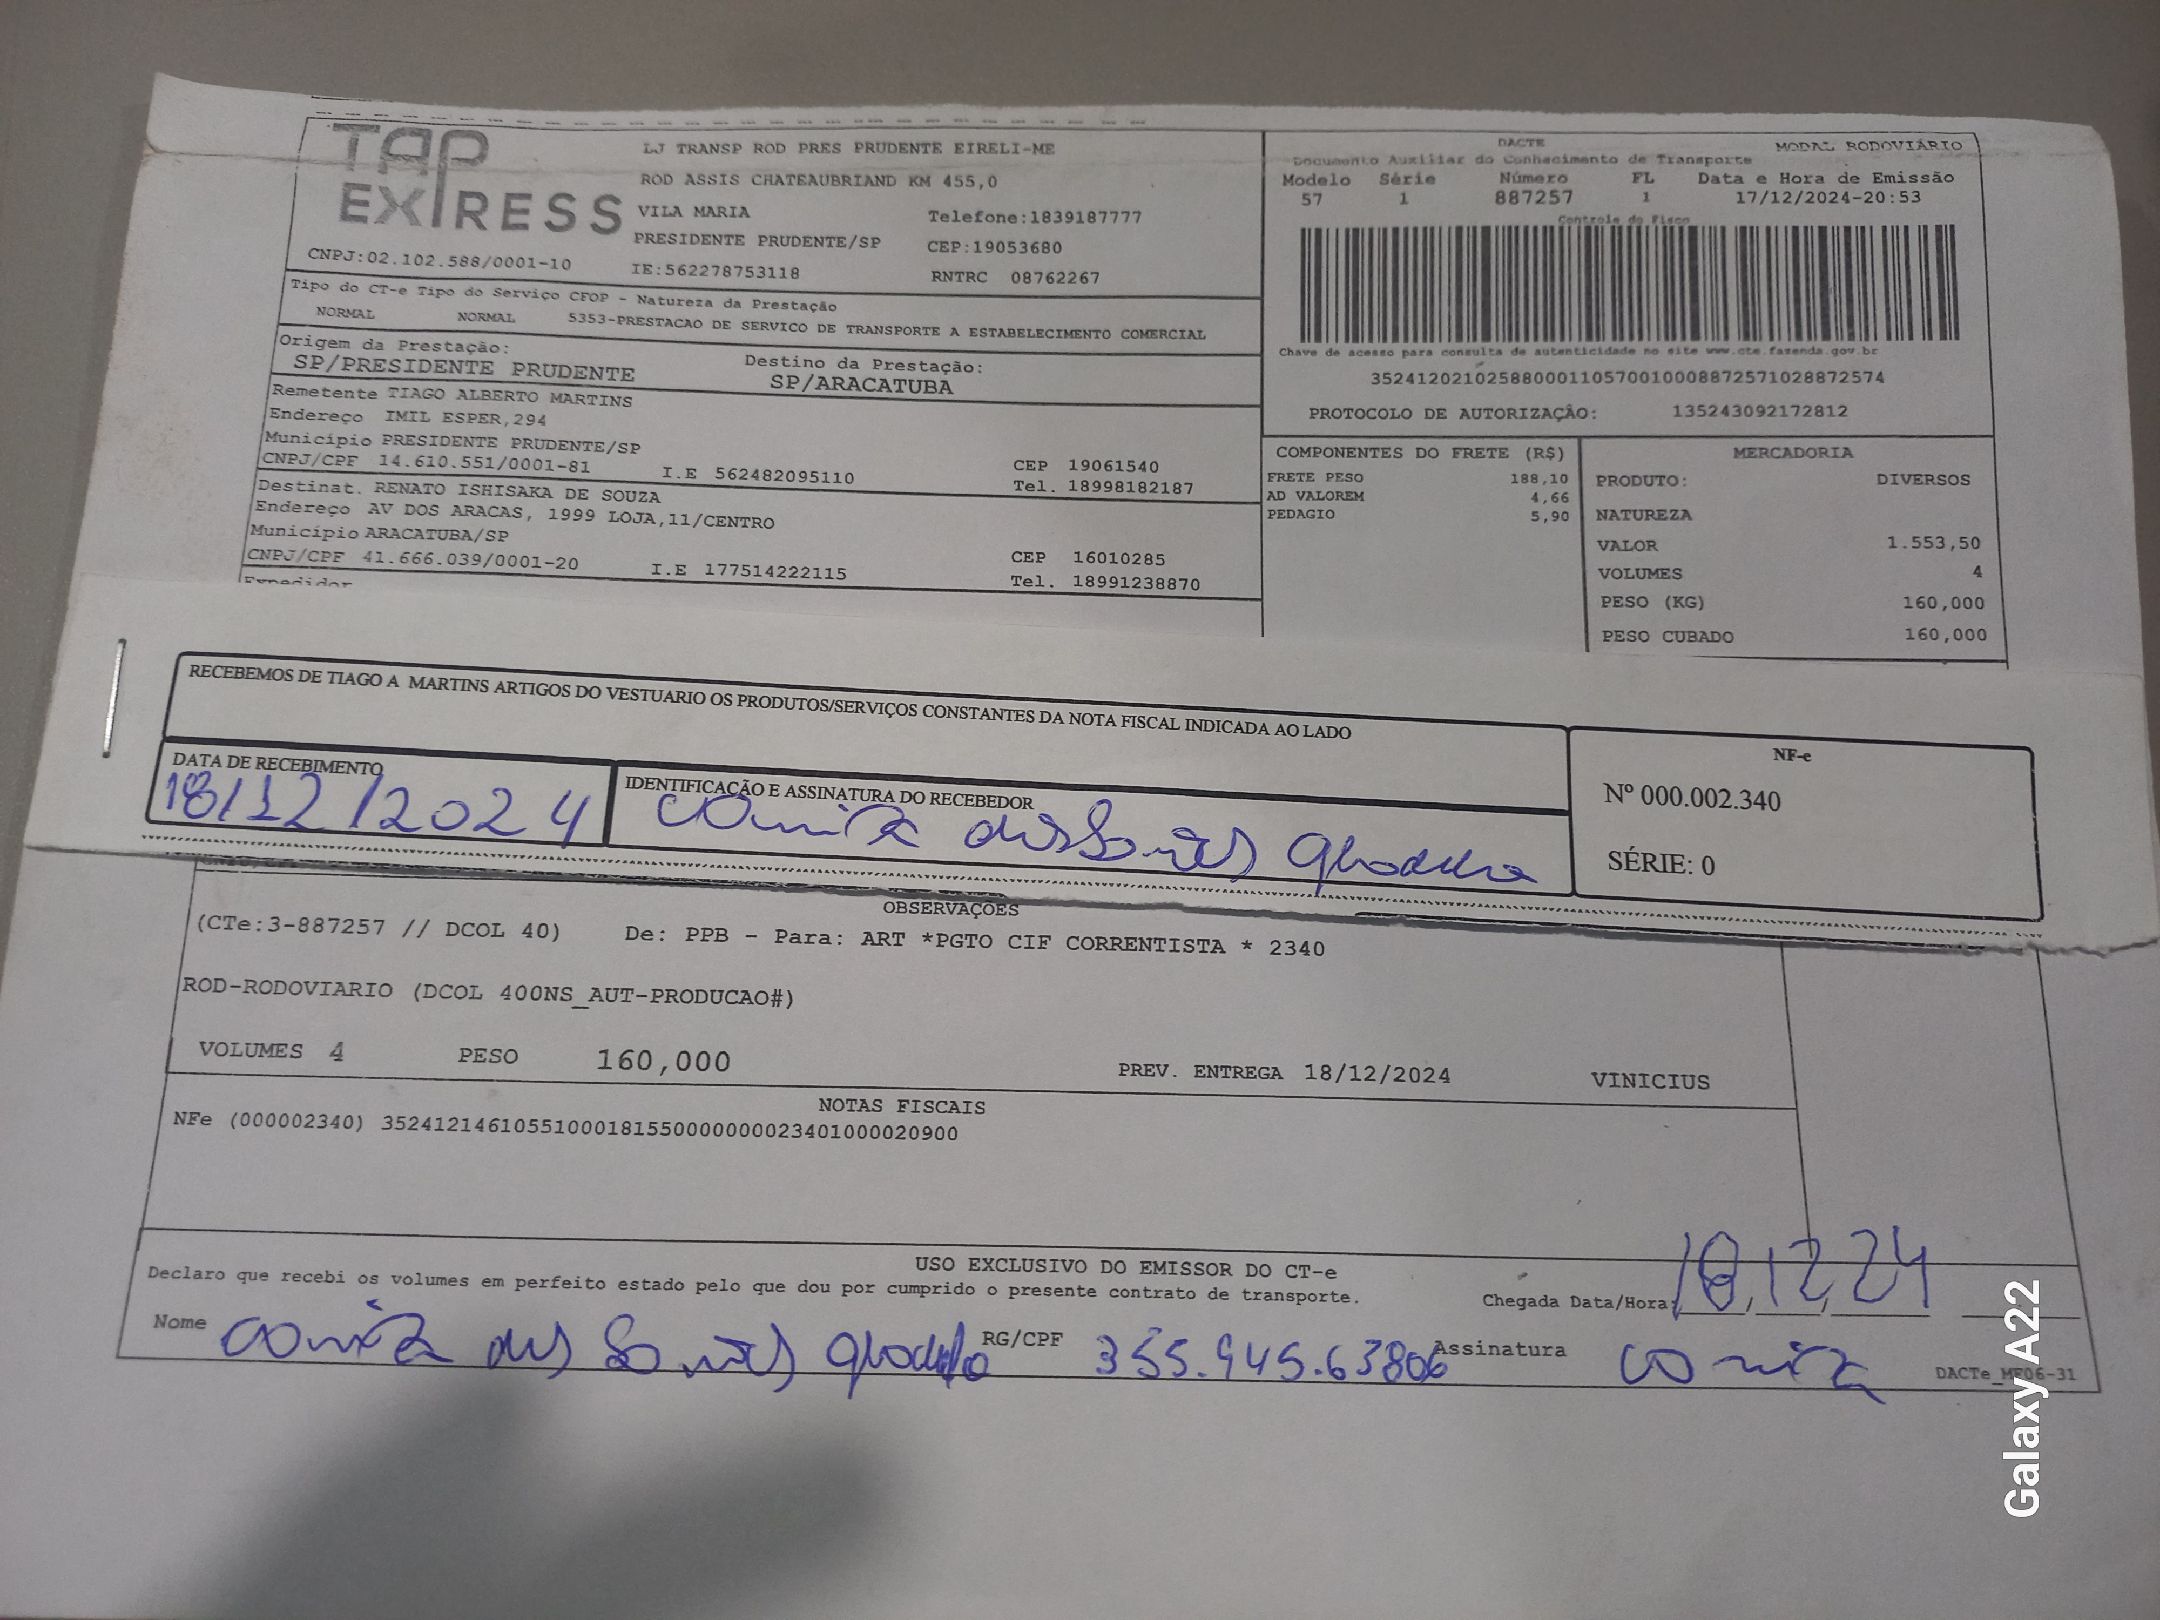 TAP
EXPRESS
LJ TRANSP ROD PRES PRUDENTE EIRELI-ME
ROD ASSIS CHATEAUBRIAND KM 455,0
VILA MARIA Telefone:1839187777
PRESIDENTE PRUDENTE/SP CEP:19053680
CNPJ:02.102.588/0001-10 IE:562278753118 RNTRC 08762267
Tipo do CT-e Tipo do Serviço CFOP - Natureza da Prestação
NORMAL NORMAL 5353-PRESTACAO DE SERVICO DE TRANSPORTE A ESTABELECIMENTO COMERCIAL
Origem da Prestação: Destino da Prestação:
SP/PRESIDENTE PRUDENTE SP/ARACATUBA
Remetente TIAGO ALBERTO MARTINS
Endereço IMIL ESPER,294
Município PRESIDENTE PRUDENTE/SP CEP 19061540
CNPJ/CPF 14.610.551/0001-81 I.E 562482095110 Tel. 18998182187
Destinat. RENATO ISHISAKA DE SOUZA
Endereço AV DOS ARACAS, 1999 LOJA,11/CENTRO
Município ARACATUBA/SP CEP 16010285
CNPJ/CPF 41.666.039/0001-20 I.E 177514222115 Tel. 18991238870
Expedidor
DACTE MODAL RODOVIÁRIO
Documento Auxiliar do Conhecimento de Transporte
Modelo Série Número FL Data e Hora de Emissão
57 1 887257 1 17/12/2024-20:53
Controle do Fisco
Chave de acesso para consulta de autenticidade no site www.cte.fazenda.gov.br
35241202102588000110570010008872571028872574
PROTOCOLO DE AUTORIZAÇÃO: 135243092172812
COMPONENTES DO FRETE (R$)
FRETE PESO 188,10
AD VALOREM 4,66
PEDAGIO 5,90
MERCADORIA
PRODUTO: DIVERSOS
NATUREZA
VALOR 1.553,50
VOLUMES 4
PESO (KG) 160,000
PESO CUBADO 160,000
RECEBEMOS DE TIAGO A MARTINS ARTIGOS DO VESTUARIO OS PRODUTOS/SERVIÇOS CONSTANTES DA NOTA FISCAL INDICADA AO LADO
DATA DE RECEBIMENTO
18/12/2024
IDENTIFICAÇÃO E ASSINATURA DO RECEBEDOR
NF-e
Nº 000.002.340
SÉRIE: 0
OBSERVAÇÕES
(CTe:3-887257 // DCOL 40) De: PPB - Para: ART *PGTO CIF CORRENTISTA * 2340
ROD-RODOVIARIO (DCOL 400NS_AUT-PRODUCAO#)
VOLUMES 4 PESO 160,000 PREV. ENTREGA 18/12/2024 VINICIUS
NOTAS FISCAIS
NFe (000002340) 35241214610551000181550000000023401000020900
USO EXCLUSIVO DO EMISSOR DO CT-e
Declaro que recebi os volumes em perfeito estado pelo que dou por cumprido o presente contrato de transporte.
Chegada Data/Hora: 18,12,24
Nome RG/CPF 355.945.63806 Assinatura
DACTe_MF06-31
Galaxy A22